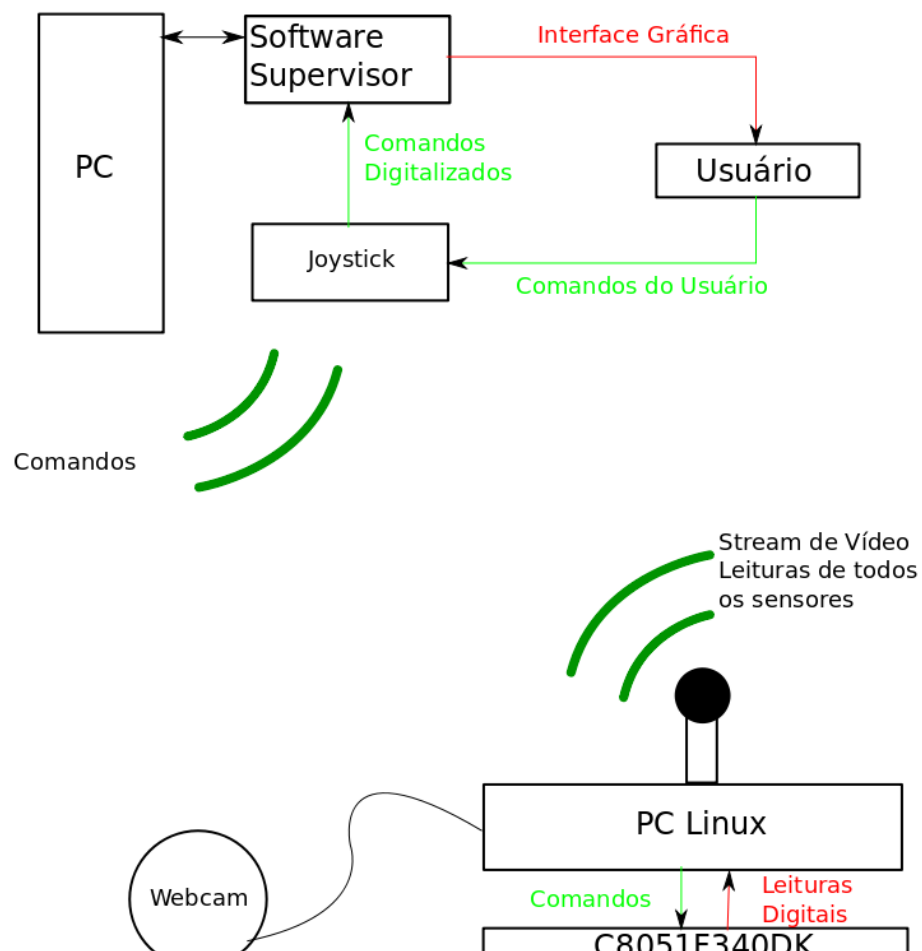 Software
Supervisor
Interface Gráfica
PC
Comandos
Digitalizados
Usuário
Joystick
Comandos do Usuário
Comandos
Stream de Vídeo
Leituras de todos
os sensores
PC Linux
Webcam
Comandos
Leituras
Digitais
C8051F340DK